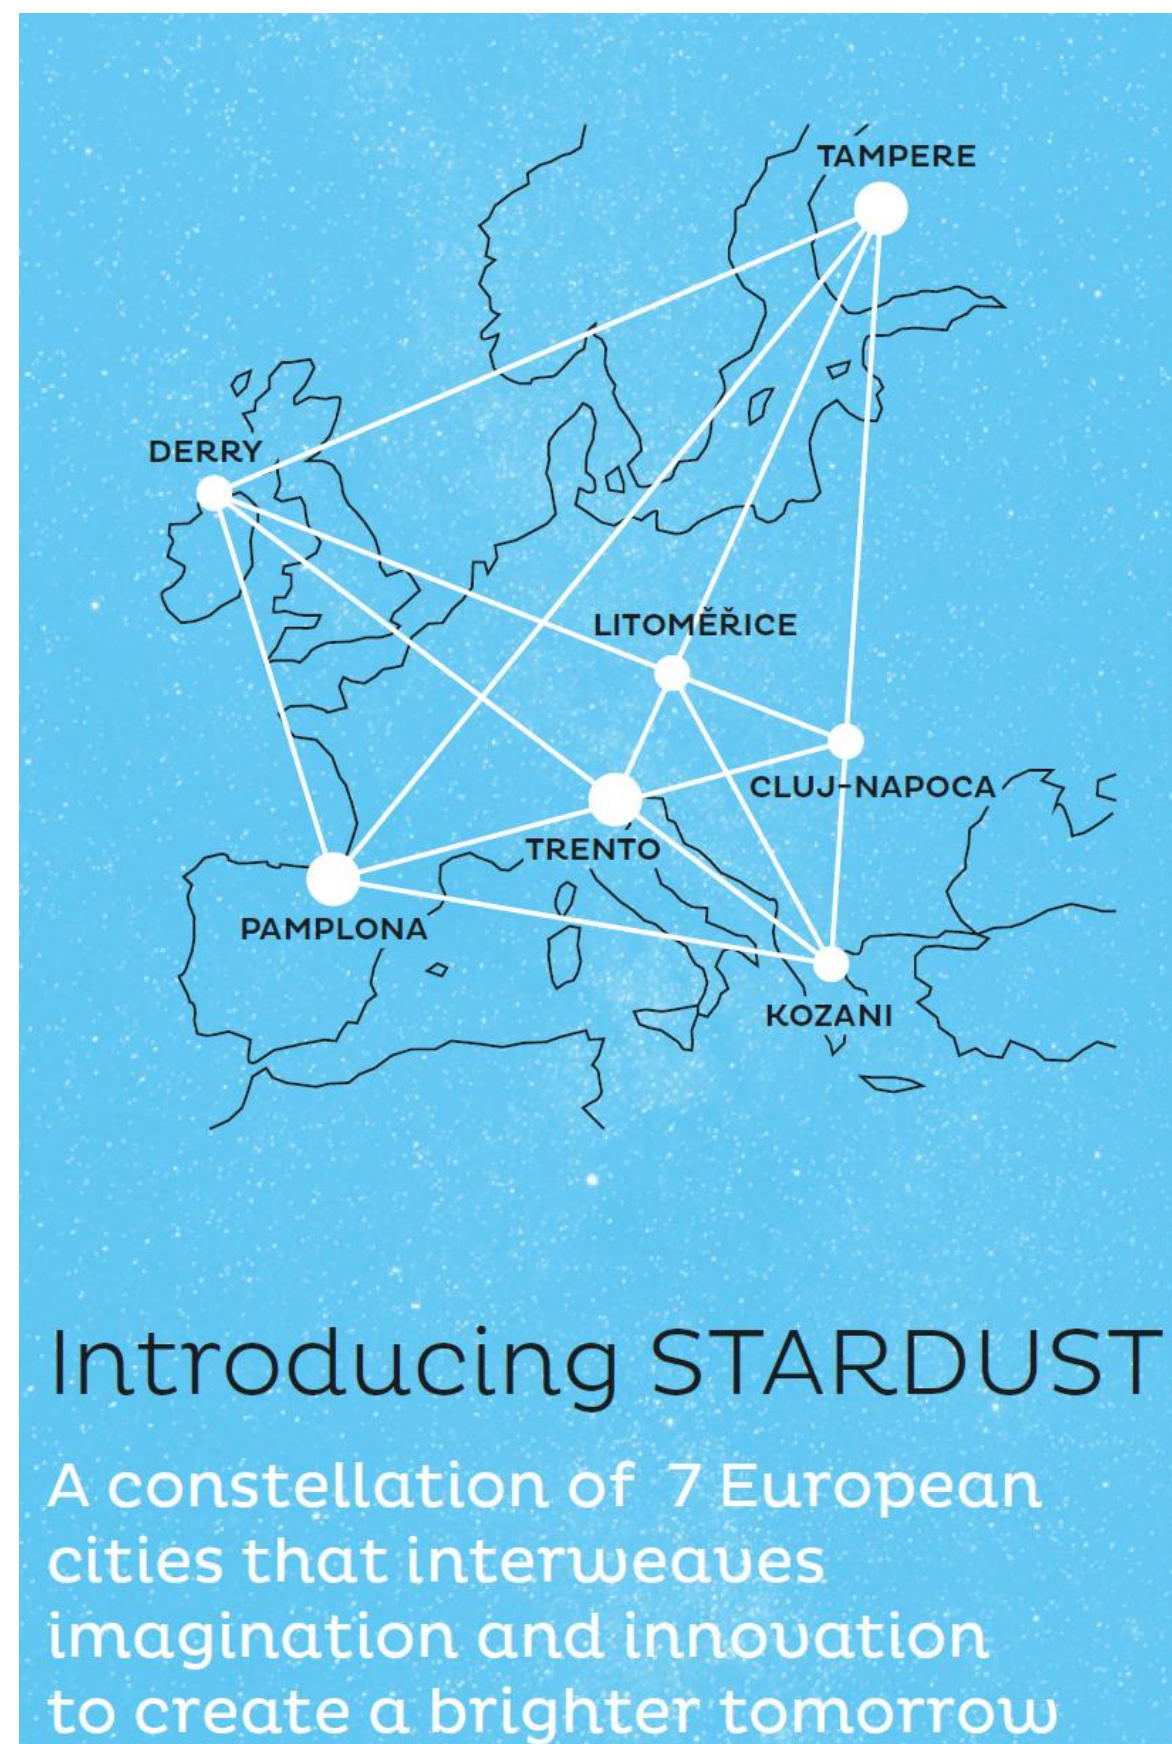 TAMPERE
DERRY
LITOMĚŘICE
CLUJ-NAPOCA
TRENTO
PAMPLONA
KOZANI
Introducing STARDUST
A constellation of 7 European
cities that interweaves
imagination and innovation
to create a brighter tomorrow